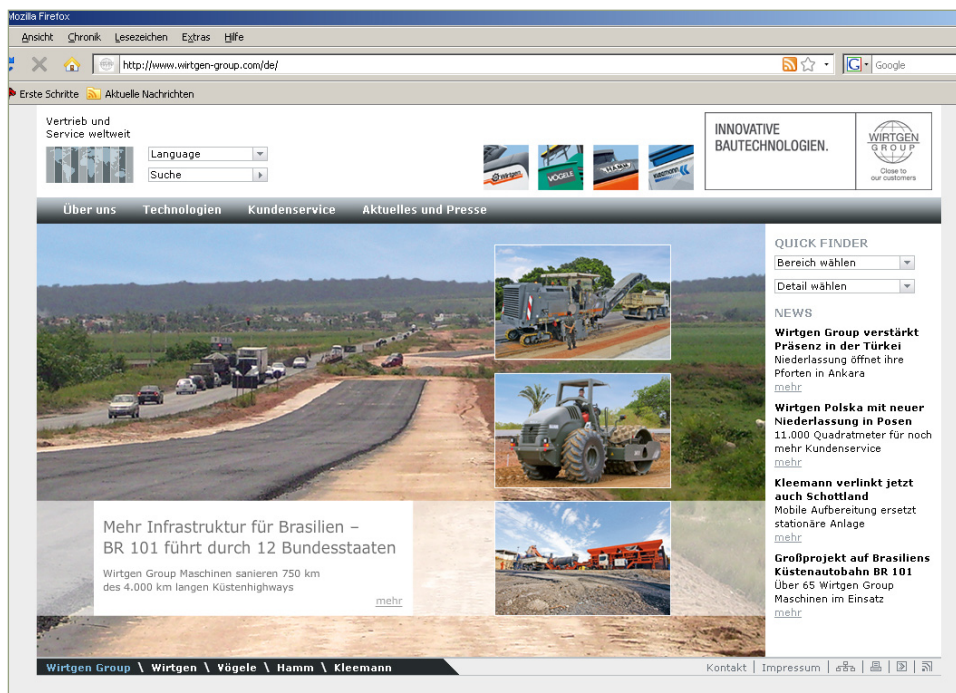 Mozilla Firefox
Ansicht Chronik Lesezeichen Extras Hilfe
http://www.wirtgen-group.com/de/
G Google
Erste Schritte Aktuelle Nachrichten
Vertrieb und
Service weltweit
Language
Suche
Wirtgen
VÖGELE
HAMM
KLEEMANN
INNOVATIVE
BAUTECHNOLOGIEN.
WIRTGEN
GROUP
Close to
our customers
Über uns Technologien Kundenservice Aktuelles und Presse
QUICK FINDER
Bereich wählen
Detail wählen
NEWS
Wirtgen Group verstärkt
Präsenz in der Türkei
Niederlassung öffnet ihre
Pforten in Ankara
mehr
Wirtgen Polska mit neuer
Niederlassung in Posen
11.000 Quadratmeter für noch
mehr Kundenservice
mehr
Kleemann verlinkt jetzt
auch Schottland
Mobile Aufbereitung ersetzt
stationäre Anlage
mehr
Großprojekt auf Brasiliens
Küstenautobahn BR 101
Über 65 Wirtgen Group
Maschinen im Einsatz
mehr
Mehr Infrastruktur für Brasilien –
BR 101 führt durch 12 Bundesstaaten
Wirtgen Group Maschinen sanieren 750 km
des 4.000 km langen Küstenhighways
mehr
Wirtgen Group \ Wirtgen \ Vögele \ Hamm \ Kleemann
Kontakt | Impressum